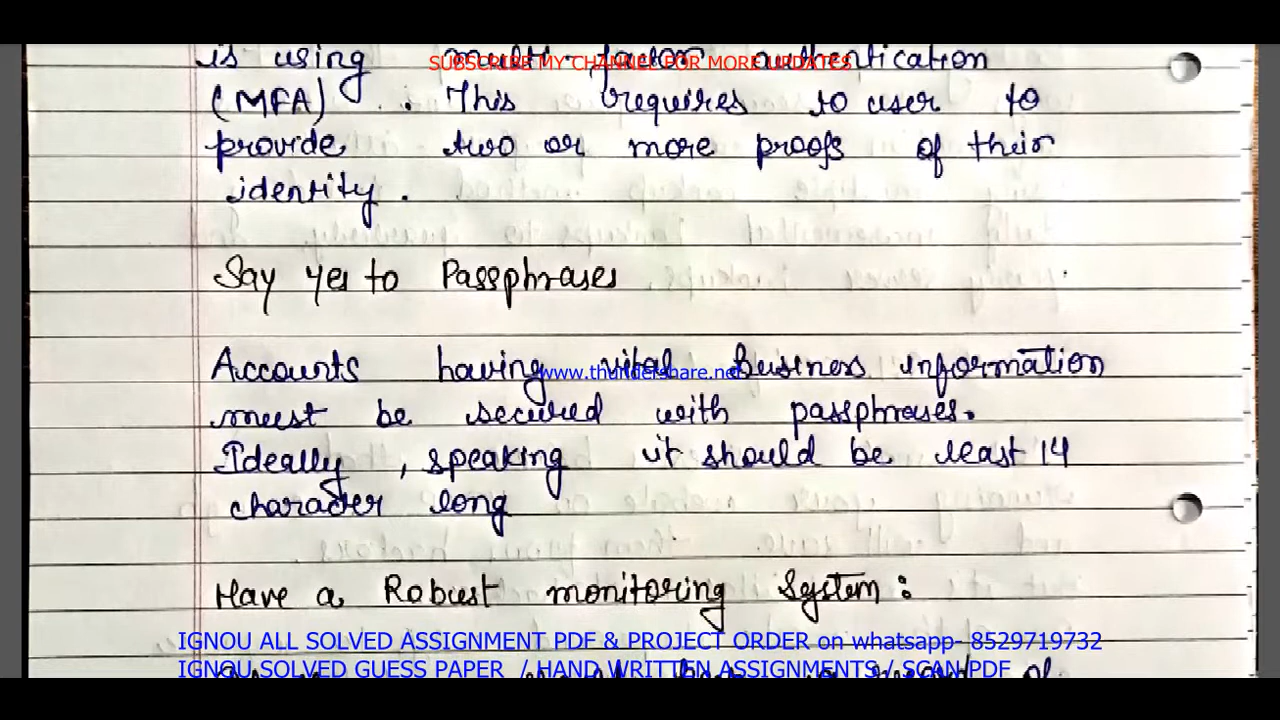 is using multi-factor authentication
SUBSCRIBE MY CHANNEL FOR MORE UPDATES
(MFA) . This requires to user to
provide two or more proofs of their
identity .
Say yes to Passphrases
Accounts having vital Business information
www.thundershare.net
must be secured with passphrases.
Ideally , speaking it should be least 14
character long
Have a Robust monitoring System :
IGNOU ALL SOLVED ASSIGNMENT PDF & PROJECT ORDER on whatsapp- 8529719732
IGNOU SOLVED GUESS PAPER / HAND WRITTEN ASSIGNMENTS / SCAN PDF
record of